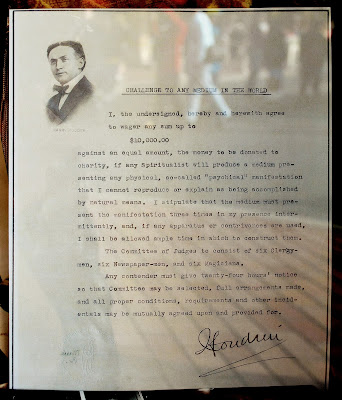 CHALLENGE TO ANY MEDIUM IN THE WORLD
I, the undersigned, hereby and herewith agree
to wager any sum up to
$10,000.00
against an equal amount, the money to be donated to
charity, if any Spiritualist will produce a medium pre-
senting any physical, so-called "psychical" manifestation
that I cannot reproduce or explain as being accomplished
by natural means. I stipulate that the medium must pre-
sent the manifestation three times in my presence inter-
mittently, and, if any apparatus or contrivances are used,
I shall be allowed ample time in which to construct them.
The Committee of Judges to consist of six Clergy-
men, six Newspaper-men, and six Magicians.
Any contender must give twenty-four hours' notice
so that Committee may be selected, full arrangements made,
and all proper conditions, requirements and other incid-
entals may be mutually agreed upon and provided for.
Houdini